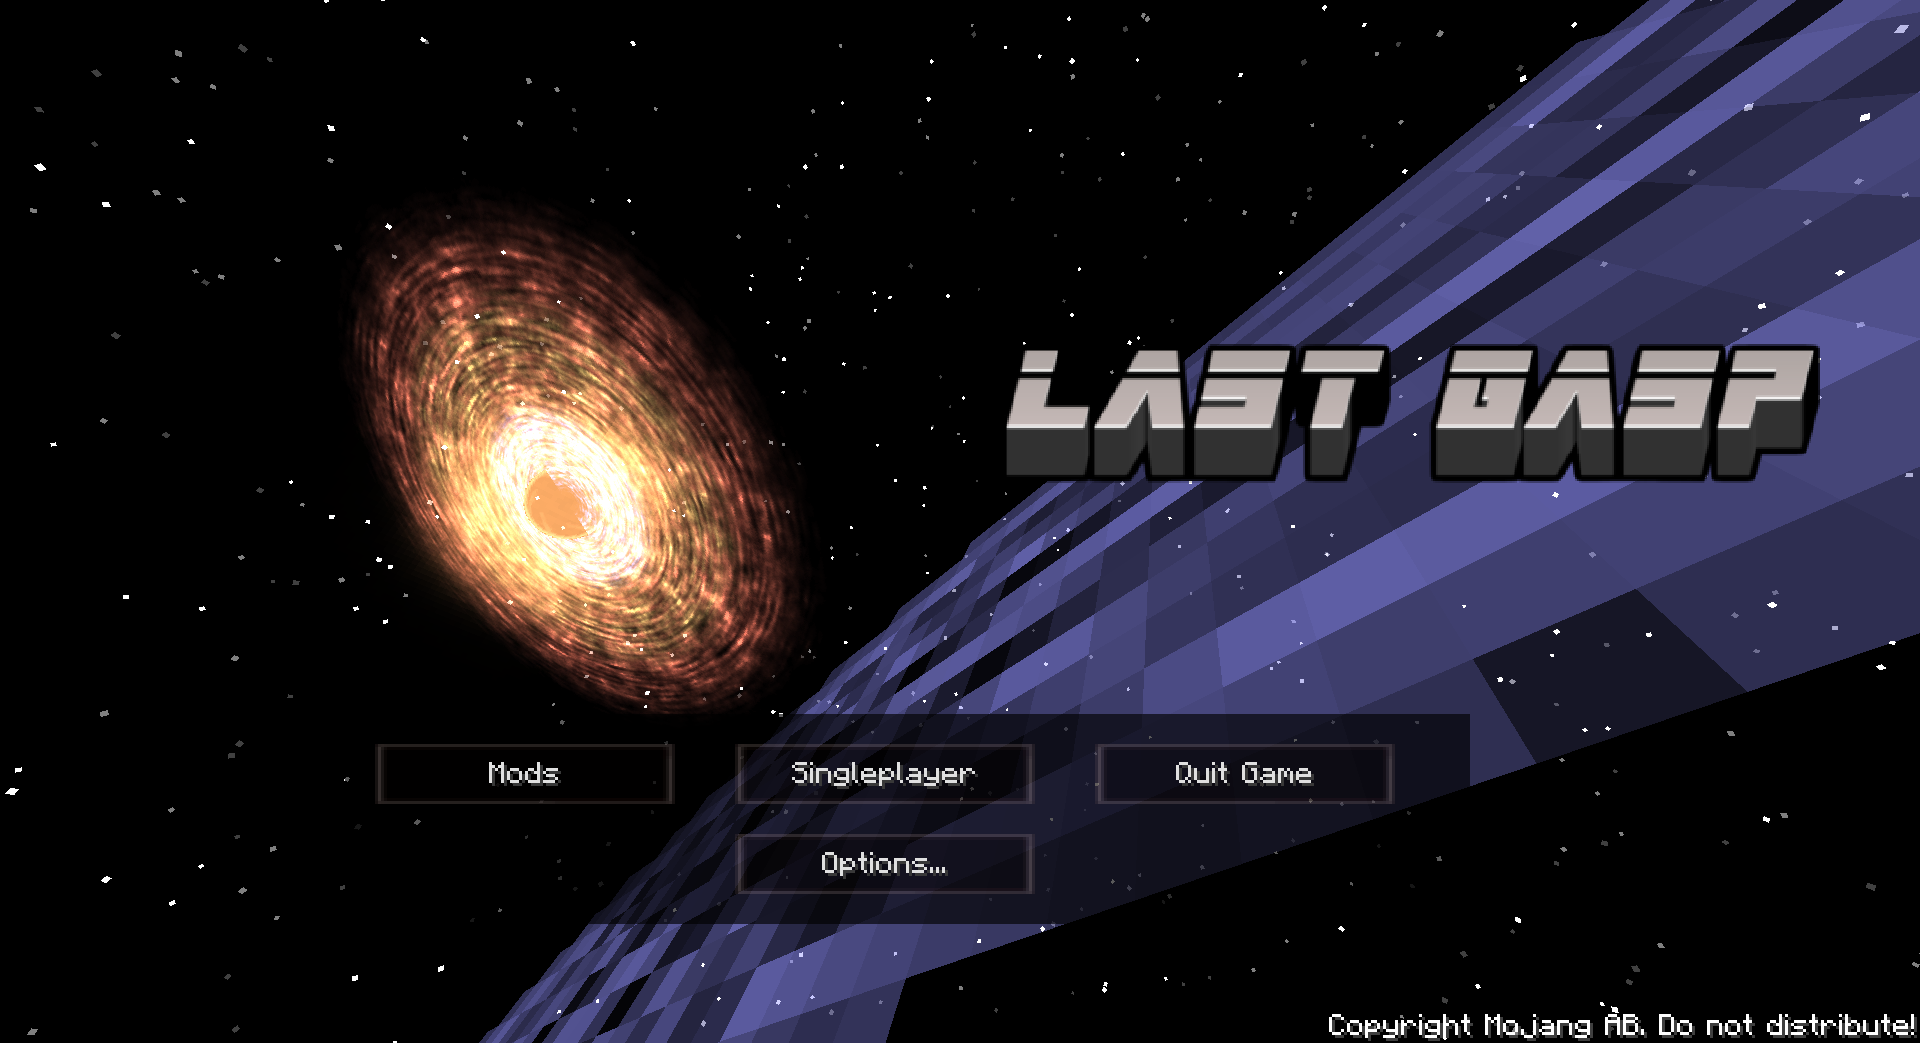 LAST GASP
Mods
Singleplayer
Quit Game
Options...
Copyright Mojang AB. Do not distribute!